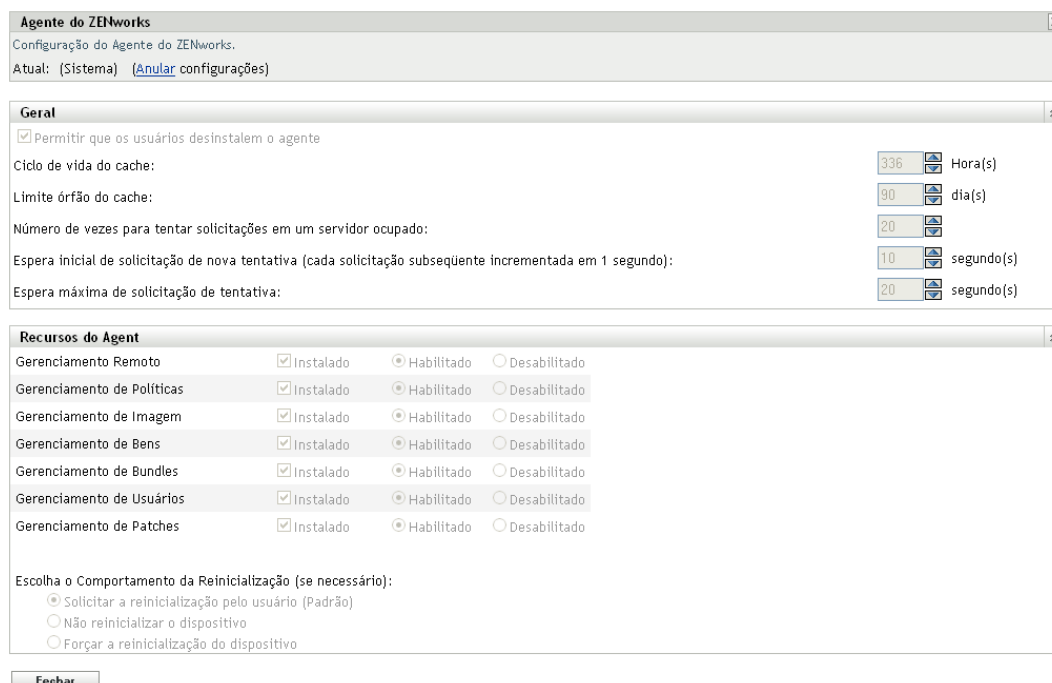 Agente do ZENworks
Configuração do Agente do ZENworks.
Atual: (Sistema) (Anular configurações)
Geral
Permitir que os usuários desinstalem o agente
Ciclo de vida do cache: 336 Hora(s)
Limite órfão do cache: 90 dia(s)
Número de vezes para tentar solicitações em um servidor ocupado: 20
Espera inicial de solicitação de nova tentativa (cada solicitação subseqüente incrementada em 1 segundo): 10 segundo(s)
Espera máxima de solicitação de tentativa: 20 segundo(s)
Recursos do Agent
Gerenciamento Remoto Instalado Habilitado Desabilitado
Gerenciamento de Políticas Instalado Habilitado Desabilitado
Gerenciamento de Imagem Instalado Habilitado Desabilitado
Gerenciamento de Bens Instalado Habilitado Desabilitado
Gerenciamento de Bundles Instalado Habilitado Desabilitado
Gerenciamento de Usuários Instalado Habilitado Desabilitado
Gerenciamento de Patches Instalado Habilitado Desabilitado
Escolha o Comportamento da Reinicialização (se necessário):
Solicitar a reinicialização pelo usuário (Padrão)
Não reinicializar o dispositivo
Forçar a reinicialização do dispositivo
Fechar